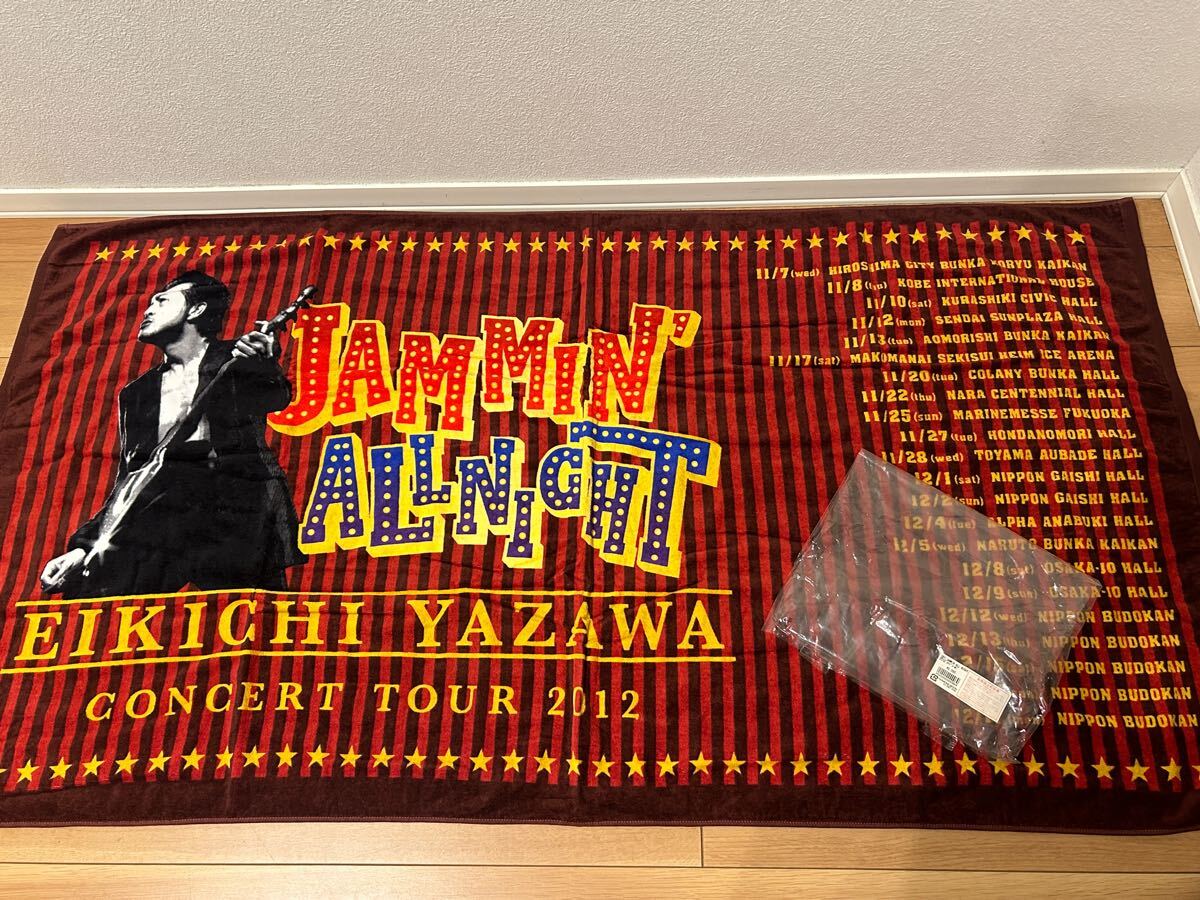 JAMMIN'
ALL NIGHT
EIKICHI YAZAWA
CONCERT TOUR 2012
11/7(wed) HIROSHIMA CITY BUNKA KORYU KAIKAN
11/8(thu) KOBE INTERNATIONAL HOUSE
11/10(sat) KURASHIKI CIVIC HALL
11/12(mon) SENDAI SUNPLAZA HALL
11/13(tue) AOMORISHI BUNKA KAIKAN
11/17(sat) MAKOMANAI SEKISUI HEIM ICE ARENA
11/20(tue) COLANY BUNKA HALL
11/22(thu) NARA CENTENNIAL HALL
11/25(sun) MARINEMESSE FUKUOKA
11/27(tue) HONDANOMORI HALL
11/28(wed) TOYAMA AUBADE HALL
12/1(sat) NIPPON GAISHI HALL
12/2(sun) NIPPON GAISHI HALL
12/4(tue) ALPHA ANABUKI HALL
12/5(wed) NARUTO BUNKA KAIKAN
12/8(sat) OSAKA-JO HALL
12/9(sun) OSAKA-JO HALL
12/12(wed) NIPPON BUDOKAN
12/13(thu) NIPPON BUDOKAN
NIPPON BUDOKAN
NIPPON BUDOKAN
NIPPON BUDOKAN